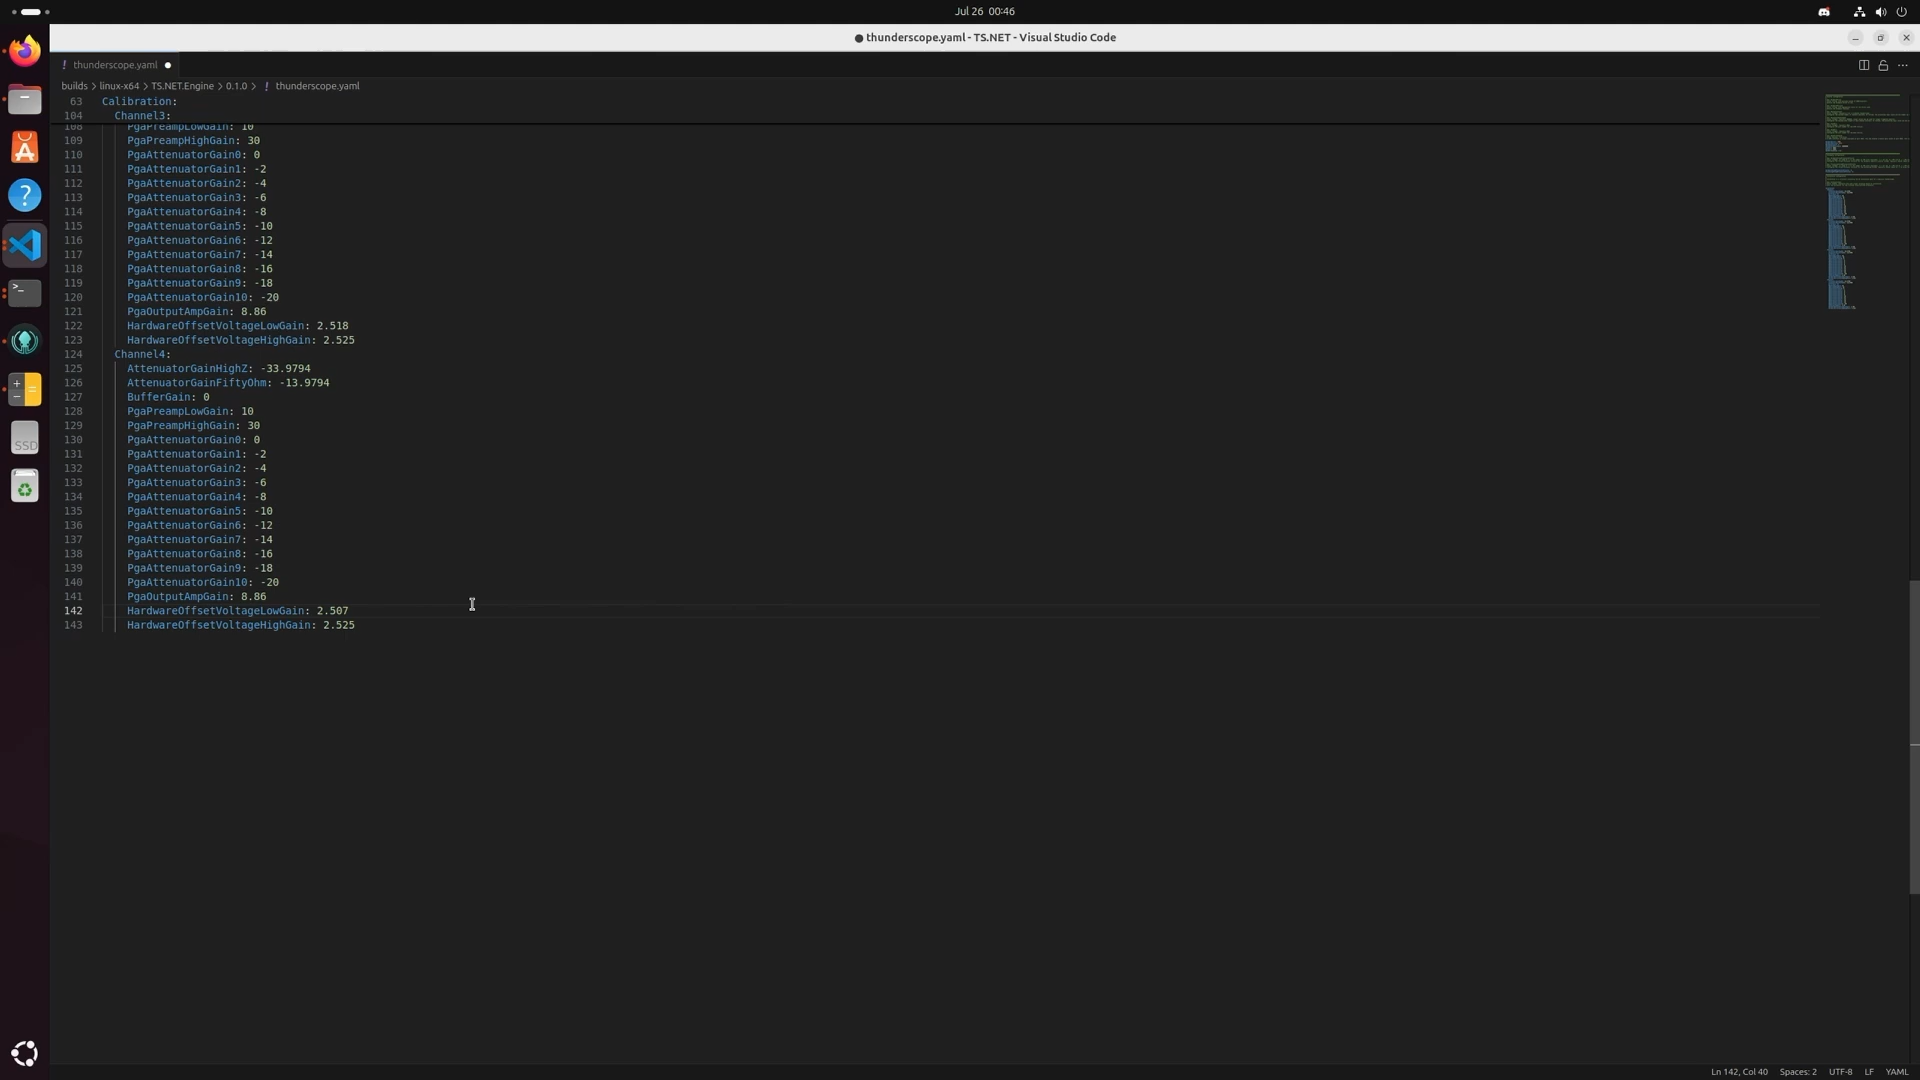 Jul 26 00:46
● thunderscope.yaml - TS.NET - Visual Studio Code
! thunderscope.yaml ●
builds > linux-x64 > TS.NET.Engine > 0.1.0 > ! thunderscope.yaml
63 Calibration:
104 Channel3:
108 PgaPreampLowGain: 10
109 PgaPreampHighGain: 30
110 PgaAttenuatorGain0: 0
111 PgaAttenuatorGain1: -2
112 PgaAttenuatorGain2: -4
113 PgaAttenuatorGain3: -6
114 PgaAttenuatorGain4: -8
115 PgaAttenuatorGain5: -10
116 PgaAttenuatorGain6: -12
117 PgaAttenuatorGain7: -14
118 PgaAttenuatorGain8: -16
119 PgaAttenuatorGain9: -18
120 PgaAttenuatorGain10: -20
121 PgaOutputAmpGain: 8.86
122 HardwareOffsetVoltageLowGain: 2.518
123 HardwareOffsetVoltageHighGain: 2.525
124 Channel4:
125 AttenuatorGainHighZ: -33.9794
126 AttenuatorGainFiftyOhm: -13.9794
127 BufferGain: 0
128 PgaPreampLowGain: 10
129 PgaPreampHighGain: 30
130 PgaAttenuatorGain0: 0
131 PgaAttenuatorGain1: -2
132 PgaAttenuatorGain2: -4
133 PgaAttenuatorGain3: -6
134 PgaAttenuatorGain4: -8
135 PgaAttenuatorGain5: -10
136 PgaAttenuatorGain6: -12
137 PgaAttenuatorGain7: -14
138 PgaAttenuatorGain8: -16
139 PgaAttenuatorGain9: -18
140 PgaAttenuatorGain10: -20
141 PgaOutputAmpGain: 8.86
142 HardwareOffsetVoltageLowGain: 2.507
143 HardwareOffsetVoltageHighGain: 2.525
SSD
Ln 142, Col 40 Spaces: 2 UTF-8 LF YAML